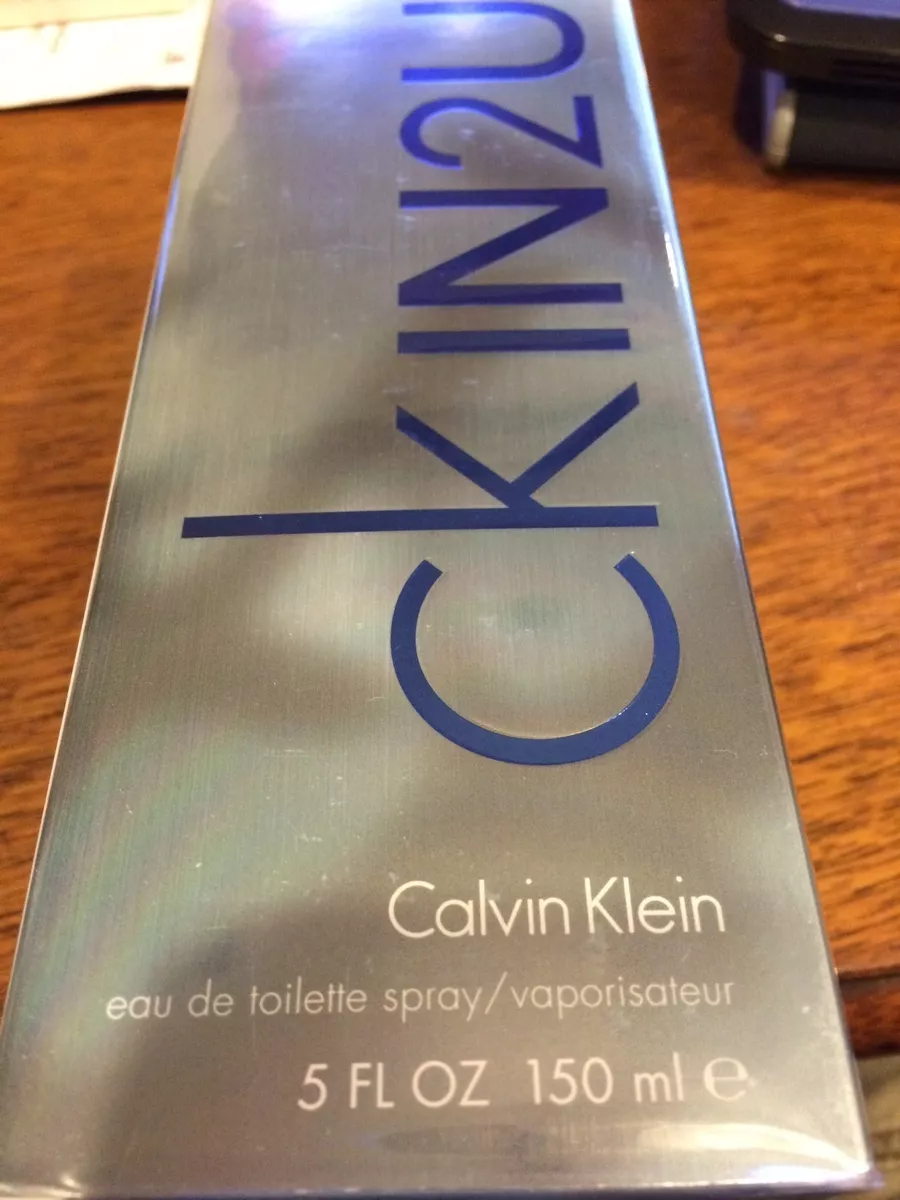 ckIN2U
Calvin Klein
eau de toilette spray/vaporisateur
5 FL OZ 150 ml ℮